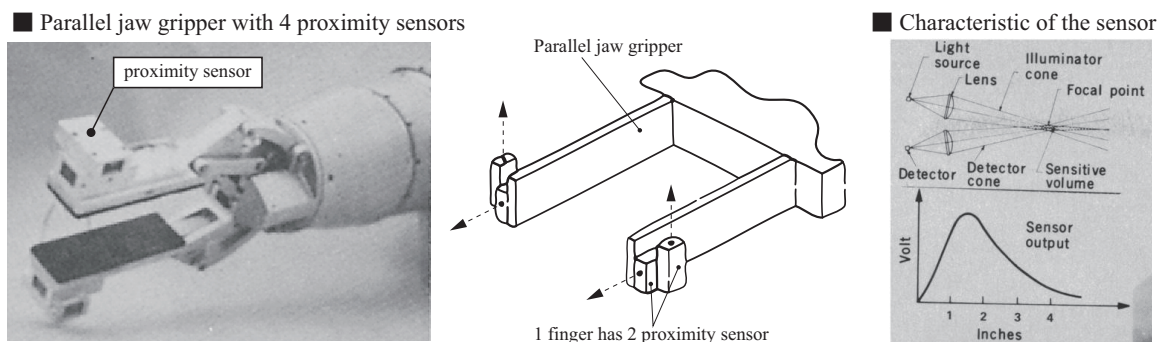 ■ Parallel jaw gripper with 4 proximity sensors
proximity sensor
Parallel jaw gripper
1 finger has 2 proximity sensor
■ Characteristic of the sensor
Light
source
Lens
Illuminator
cone
Focal point
Detector
Detector
cone
Sensitive
volume
Volt
Sensor
output
1 2 3 4
Inches